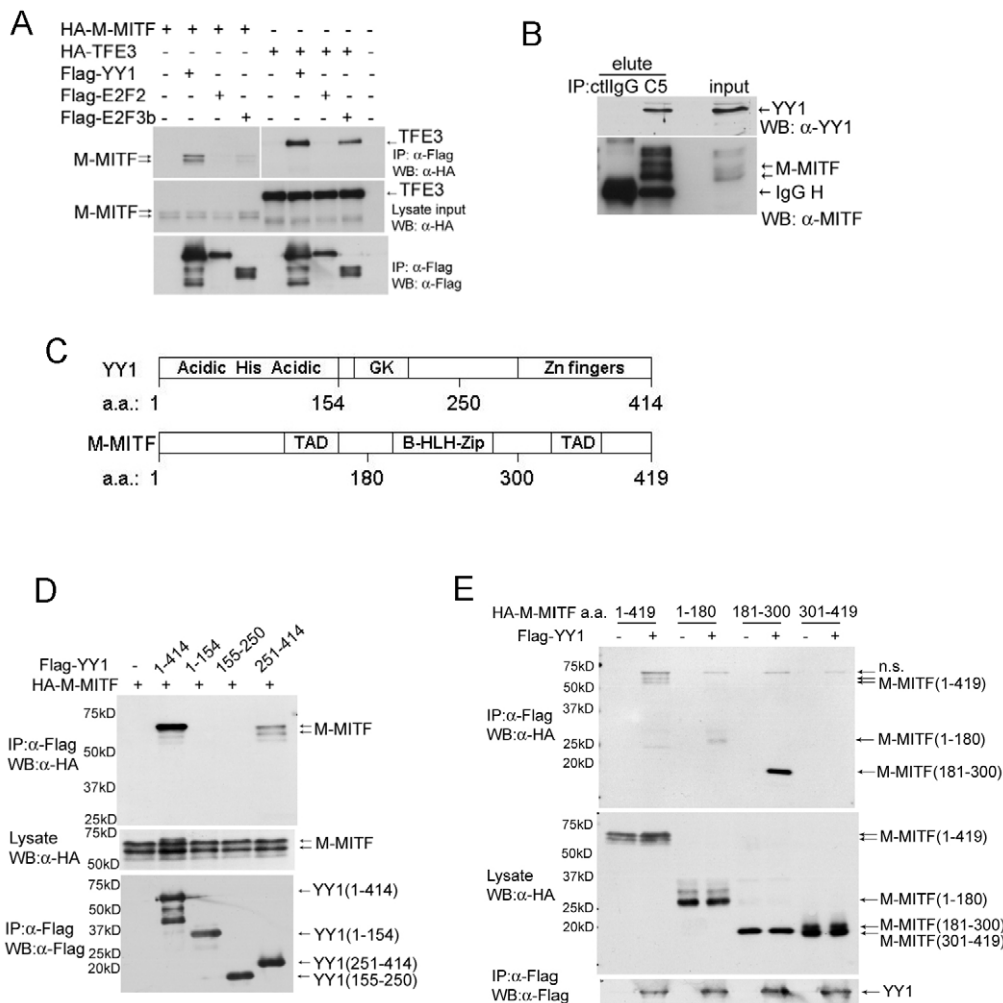 A
HA-M-MITF + + + + - - - - -
HA-TFE3 - - - - + + + + -
Flag-YY1 - + - - - + - - -
Flag-E2F2 - - + - - - + - -
Flag-E2F3b - - - + - - - + -
M-MITF
TFE3
IP: α-Flag
WB: α-HA
M-MITF
TFE3
Lysate input
WB: α-HA
IP: α-Flag
WB: α-Flag
B
elute
IP:ctlIgG C5 input
YY1
WB: α-YY1
M-MITF
IgG H
WB: α-MITF
C
YY1 Acidic His Acidic GK Zn fingers
a.a.: 1 154 250 414
M-MITF TAD B-HLH-Zip TAD
a.a.: 1 180 300 419
D
Flag-YY1 - 1-414 1-154 155-250 251-414
HA-M-MITF + + + + +
75kD
50kD
37kD
25kD
IP:α-Flag
WB:α-HA
M-MITF
75kD
50kD
Lysate
WB:α-HA
M-MITF
75kD
50kD
37kD
25kD
20kD
IP:α-Flag
WB:α-Flag
YY1(1-414)
YY1(1-154)
YY1(251-414)
YY1(155-250)
E
HA-M-MITF a.a. 1-419 1-180 181-300 301-419
Flag-YY1 - + - + - + - +
75kD
50kD
37kD
25kD
20kD
IP:α-Flag
WB:α-HA
n.s.
M-MITF(1-419)
M-MITF(1-180)
M-MITF(181-300)
75kD
50kD
37kD
25kD
20kD
Lysate
WB:α-HA
M-MITF(1-419)
M-MITF(1-180)
M-MITF(181-300)
M-MITF(301-419)
IP:α-Flag
WB:α-Flag
YY1